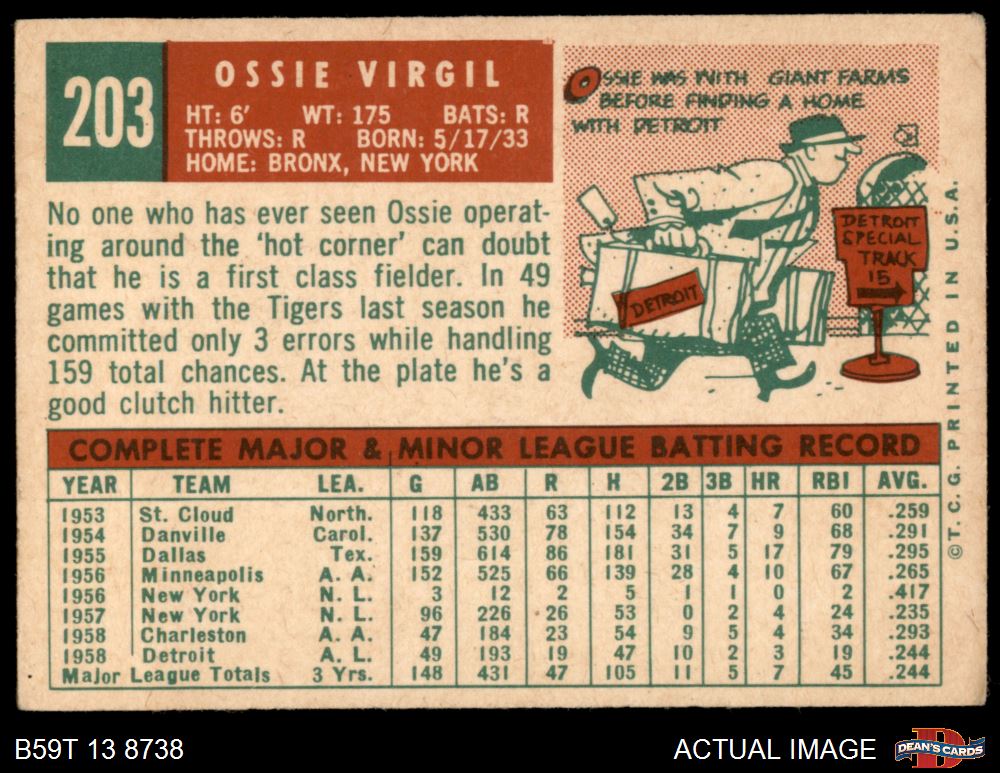 203
OSSIE VIRGIL
HT: 6' WT: 175 BATS: R
THROWS: R BORN: 5/17/33
HOME: BRONX, NEW YORK
OSSIE WAS WITH GIANT FARMS
BEFORE FINDING A HOME
WITH DETROIT
DETROIT
SPECIAL
TRACK
15
DETROIT
No one who has ever seen Ossie operat-
ing around the 'hot corner' can doubt
that he is a first class fielder. In 49
games with the Tigers last season he
committed only 3 errors while handling
159 total chances. At the plate he's a
good clutch hitter.
©T. C. G. PRINTED IN U.S.A.
COMPLETE MAJOR & MINOR LEAGUE BATTING RECORD
YEAR TEAM LEA. G AB R H 2B 3B HR RBI AVG.
1953 St. Cloud North. 118 433 63 112 13 4 7 60 .259
1954 Danville Carol. 137 530 78 154 34 7 9 68 .291
1955 Dallas Tex. 159 614 86 181 31 5 17 79 .295
1956 Minneapolis A. A. 152 525 66 139 28 4 10 67 .265
1956 New York N. L. 3 12 2 5 1 1 0 2 .417
1957 New York N. L. 96 226 26 53 0 2 4 24 .235
1958 Charleston A. A. 47 184 23 54 9 5 4 34 .293
1958 Detroit A. L. 49 193 19 47 10 2 3 19 .244
Major League Totals 3 Yrs. 148 431 47 105 11 5 7 45 .244
B59T 13 8738
ACTUAL IMAGE
DEAN'S CARDS